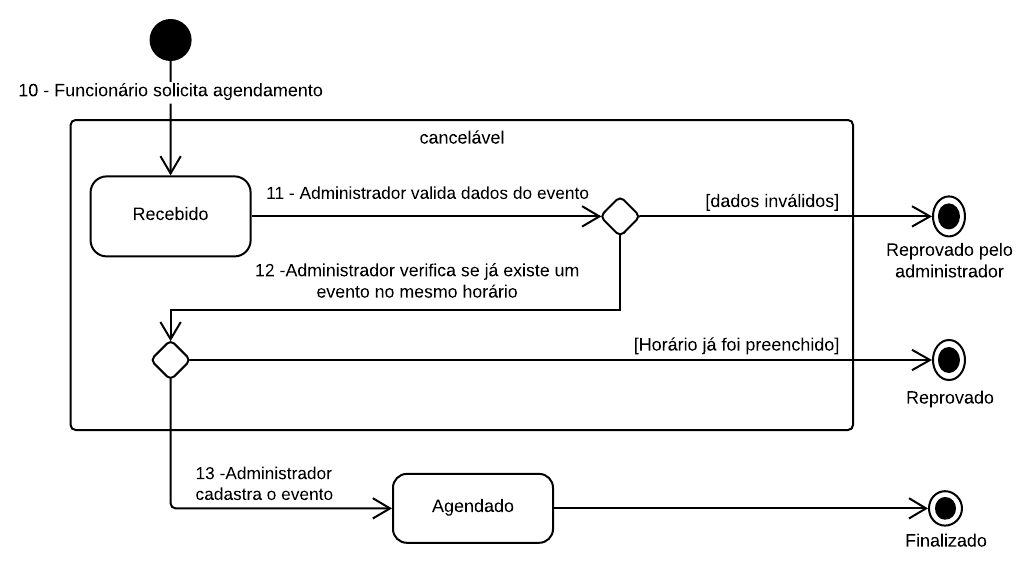 10 - Funcionário solicita agendamento
cancelável
11 - Administrador valida dados do evento
[dados inválidos]
Recebido
Reprovado pelo
administrador
12 -Administrador verifica se já existe um
evento no mesmo horário
[Horário já foi preenchido]
Reprovado
13 -Administrador
cadastra o evento
Agendado
Finalizado